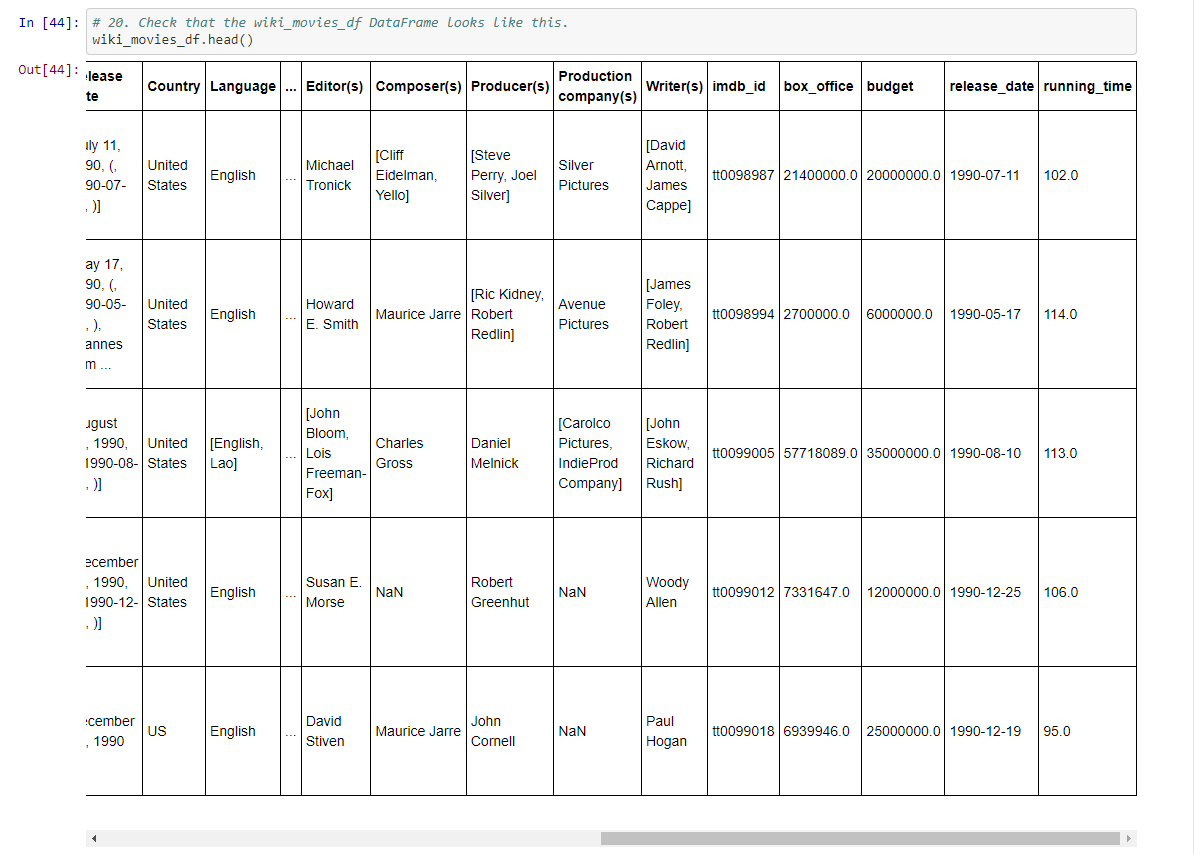 In [44]:
# 20. Check that the wiki_movies_df DataFrame looks like this.
wiki_movies_df.head()
Out[44]:
lease
te
Country Language ... Editor(s) Composer(s) Producer(s) Production company(s) Writer(s) imdb_id box_office budget release_date running_time
ly 11,
90, (,
90-07-
, )]
United
States
English
...
Michael
Tronick
[Cliff
Eidelman,
Yello]
[Steve
Perry, Joel
Silver]
Silver
Pictures
[David
Arnott,
James
Cappe]
tt0098987 21400000.0 20000000.0 1990-07-11 102.0
ay 17,
90, (,
90-05-
, ),
annes
m ...
United
States
English
...
Howard
E. Smith
Maurice Jarre
[Ric Kidney,
Robert
Redlin]
Avenue
Pictures
[James
Foley,
Robert
Redlin]
tt0098994 2700000.0 6000000.0 1990-05-17 114.0
ugust
, 1990,
1990-08-
, )]
United
States
[English,
Lao]
...
[John
Bloom,
Lois
Freeman-
Fox]
Charles
Gross
Daniel
Melnick
[Carolco
Pictures,
IndieProd
Company]
[John
Eskow,
Richard
Rush]
tt0099005 57718089.0 35000000.0 1990-08-10 113.0
ecember
, 1990,
1990-12-
, )]
United
States
English
...
Susan E.
Morse
NaN
Robert
Greenhut
NaN
Woody
Allen
tt0099012 7331647.0 12000000.0 1990-12-25 106.0
ecember
, 1990
US
English
...
David
Stiven
Maurice Jarre
John
Cornell
NaN
Paul
Hogan
tt0099018 6939946.0 25000000.0 1990-12-19 95.0